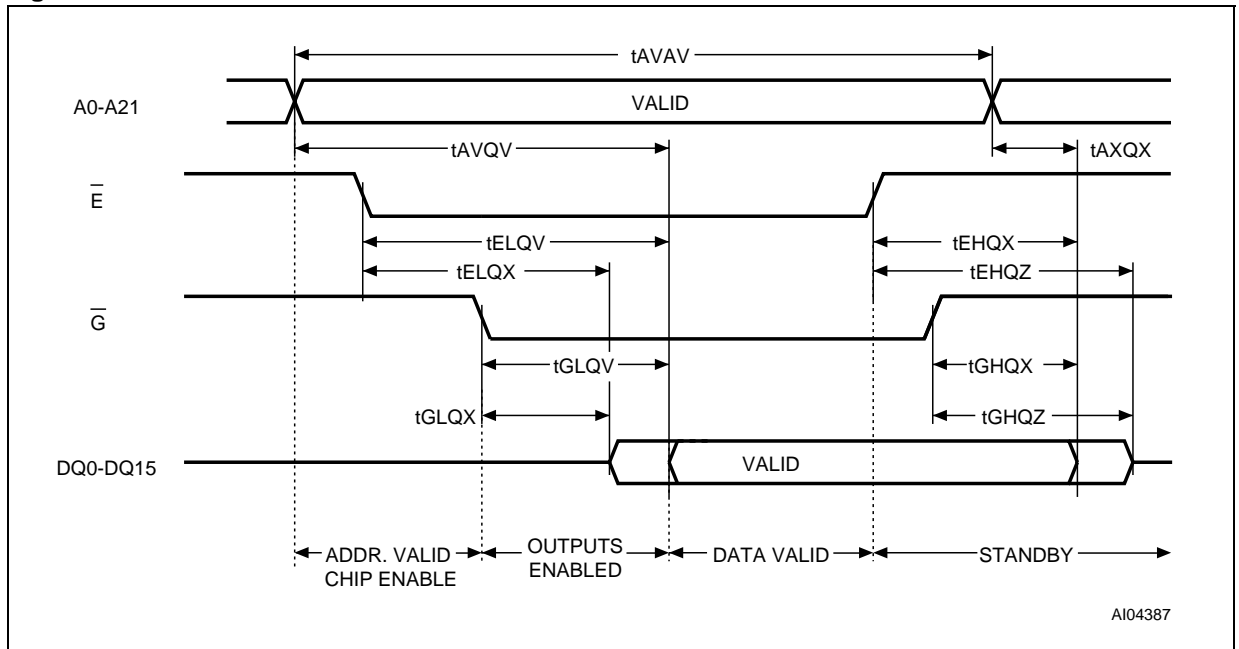 tAVAV
A0-A21
VALID
tAVQV
tAXQX
E
tELQV
tEHQX
tELQX
tEHQZ
G
tGLQV
tGHQX
tGLQX
tGHQZ
DQ0-DQ15
VALID
ADDR. VALID
CHIP ENABLE
OUTPUTS
ENABLED
DATA VALID
STANDBY
AI04387